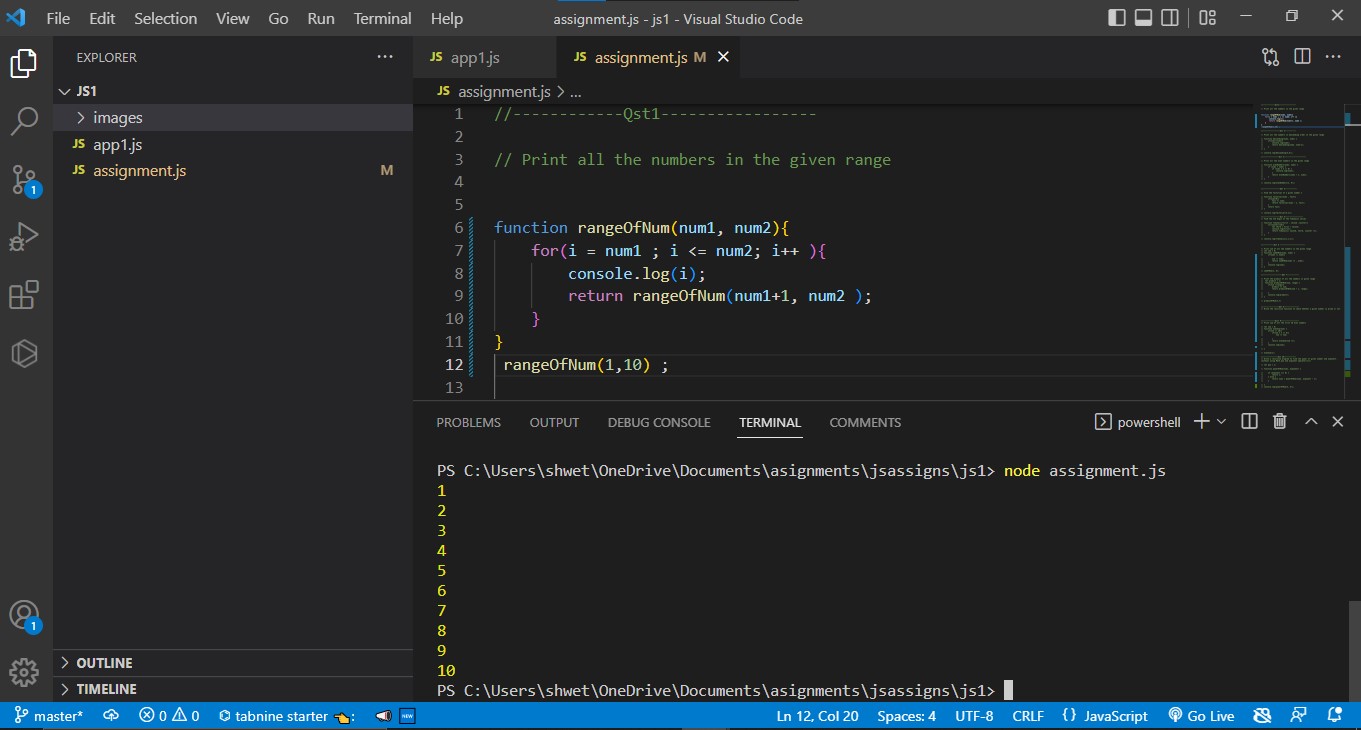 File Edit Selection View Go Run Terminal Help assignment.js - js1 - Visual Studio Code
EXPLORER
JS1
images
JS app1.js
JS assignment.js M
1
1
OUTLINE
TIMELINE
JS app1.js JS assignment.js M
JS assignment.js > ...
1 //------------Qst1-----------------
2
3 // Print all the numbers in the given range
4
5
6 function rangeOfNum(num1, num2){
7 for(i = num1 ; i <= num2; i++ ){
8 console.log(i);
9 return rangeOfNum(num1+1, num2 );
10 }
11 }
12 rangeOfNum(1,10) ;
13
PROBLEMS OUTPUT DEBUG CONSOLE TERMINAL COMMENTS powershell
PS C:\Users\shwet\OneDrive\Documents\asignments\jsassigns\js1> node assignment.js
1
2
3
4
5
6
7
8
9
10
PS C:\Users\shwet\OneDrive\Documents\asignments\jsassigns\js1>
master* 0 0 tabnine starter : NEW Ln 12, Col 20 Spaces: 4 UTF-8 CRLF {} JavaScript Go Live